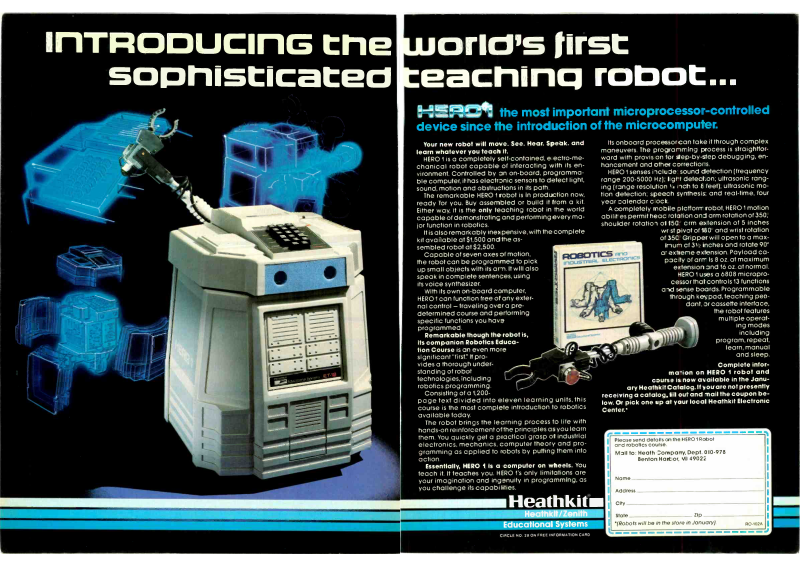 INTRODUCING the world's first
sophisticated teaching robot...
HERO 1 the most important microprocessor-controlled
device since the introduction of the microcomputer.
Your new robot will move. See. Hear. Speak. and
learn whatever you teach it.
HERO 1 is a completely self-contained, electro-me-
chanical robot capable of interacting with its en-
vironment. Controlled by an on-board, programma-
ble computer, it has electronic sensors to detect light,
sound, motion and obstructions in its path.
The remarkable HERO 1 robot is in production now,
ready for you. Buy assembled or build it from a kit.
Either way, it is the only teaching robot in the world
capable of demonstrating and performing every ma-
jor function in robotics.
It is also remarkably inexpensive, with the complete
kit available at $1,500 and the as-
sembled robot at $2,500.
Capable of seven axes of motion,
the robot can be programmed to pick
up small objects with its arm. It will also
speak in complete sentences, using
its voice synthesizer.
With its own on-board computer,
HERO 1 can function free of any exter-
nal control — traveling over a pre-
determined course and performing
specific functions you have
programmed.
Remarkable though the robot is,
its companion Robotics Educa-
tion Course is an even more
significant "first." It pro-
vides a thorough under-
standing of robot
technologies, including
robotics programming.
Consisting of a 1,200-
page text divided into eleven learning units, this
course is the most complete introduction to robotics
available today.
The robot brings the learning process to life with
hands-on reinforcement of the principles as you learn
them. You quickly get a practical grasp of industrial
electronics, mechanics, computer theory and pro-
gramming as applied to robots by putting them into
action.
Essentially, HERO 1 is a computer on wheels. You
teach it. It teaches you. HERO 1's only limitations are
your imagination and ingenuity in programming, as
you challenge its capabilities.
Its onboard processor can take it through complex
maneuvers. The programming process is straightfor-
ward with provision for step-by-step debugging, en-
hancement and other corrections.
HERO 1 senses include: sound detection (frequency
range 200-5000 Hz); light detection; ultrasonic rang-
ing (range resolution ¼ inch to 8 feet); ultrasonic mo-
tion detection; speech synthesis; and real-time, four
year calendar clock.
A completely mobile platform robot, HERO 1 motion
abilities permit head rotation and arm rotation of 350°;
shoulder rotation of 150° arm extension of 5 inches
wrist pivot of 180° and wrist rotation
of 350° Gripper will open to a max-
imum of 3½ inches and rotate 90°
at extreme extension. Payload ca-
pacity of arm is 8 oz. at maximum
extension and 16 oz. at normal.
HERO 1 uses a 6808 micropro-
cessor that controls 13 functions
and sense boards. Programmable
through keypad, teaching pen-
dant, or cassette interface,
the robot features
multiple operat-
ing modes
including
program, repeat,
learn, manual
and sleep.
Complete infor-
mation on HERO 1 robot and
course is now available in the Janu-
ary Heathkit Catalog. If you are not presently
receiving a catalog, fill out and mail the coupon be-
low. Or pick one up at your local Heathkit Electronic
Center.*
ROBOTICS and
INDUSTRIAL ELECTRONICS
Please send details on the HERO 1 Robot
and robotics course.
Mail to: Heath Company, Dept. 010-978
Benton Harbor, MI 49022
Name
Address
City
State Zip
*(Robots will be in the store in January)
RO-102A
Heathkit
Heathkit/Zenith
Educational Systems
CIRCLE NO. 28 ON FREE INFORMATION CARD